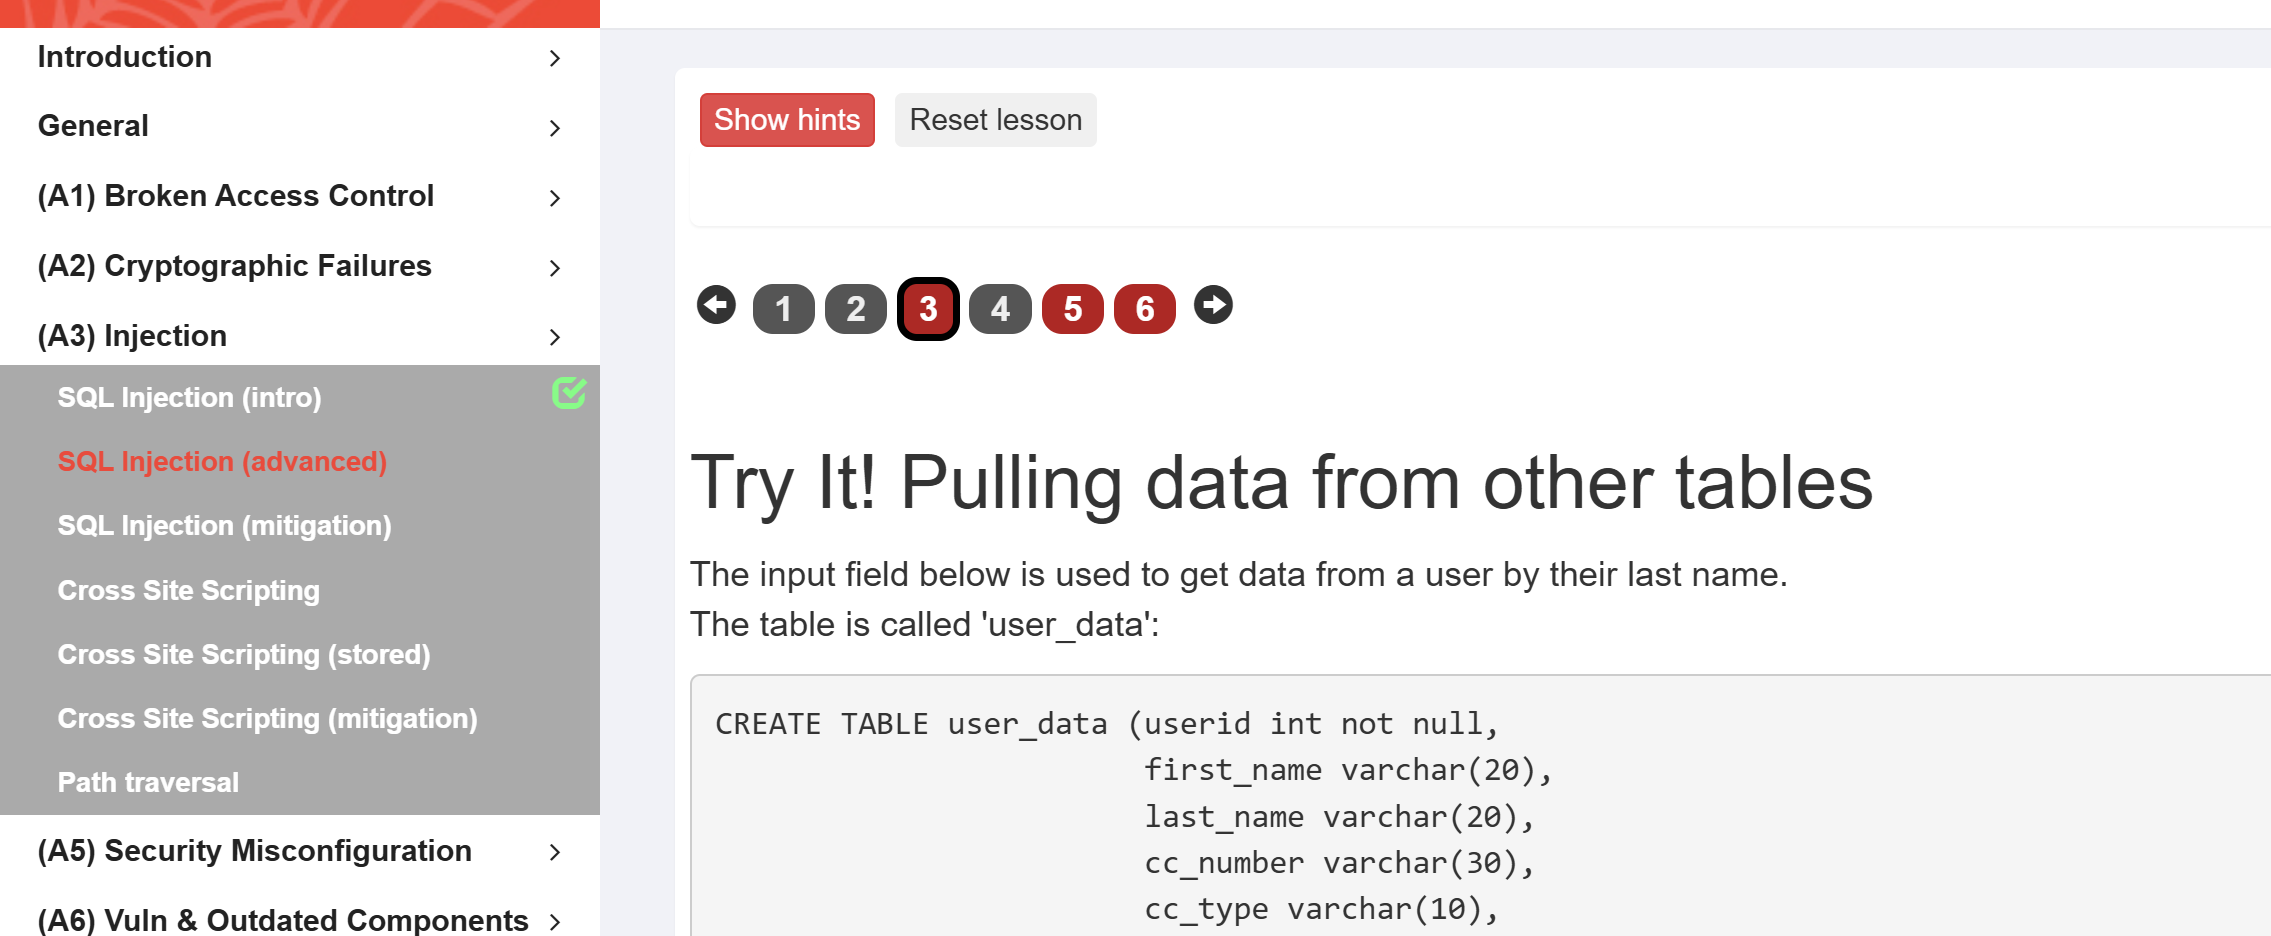 Introduction
General
(A1) Broken Access Control
(A2) Cryptographic Failures
(A3) Injection
SQL Injection (intro)
SQL Injection (advanced)
SQL Injection (mitigation)
Cross Site Scripting
Cross Site Scripting (stored)
Cross Site Scripting (mitigation)
Path traversal
(A5) Security Misconfiguration
(A6) Vuln & Outdated Components
Show hints Reset lesson
1 2 3 4 5 6
Try It! Pulling data from other tables
The input field below is used to get data from a user by their last name.
The table is called 'user_data':
CREATE TABLE user_data (userid int not null,
first_name varchar(20),
last_name varchar(20),
cc_number varchar(30),
cc_type varchar(10),